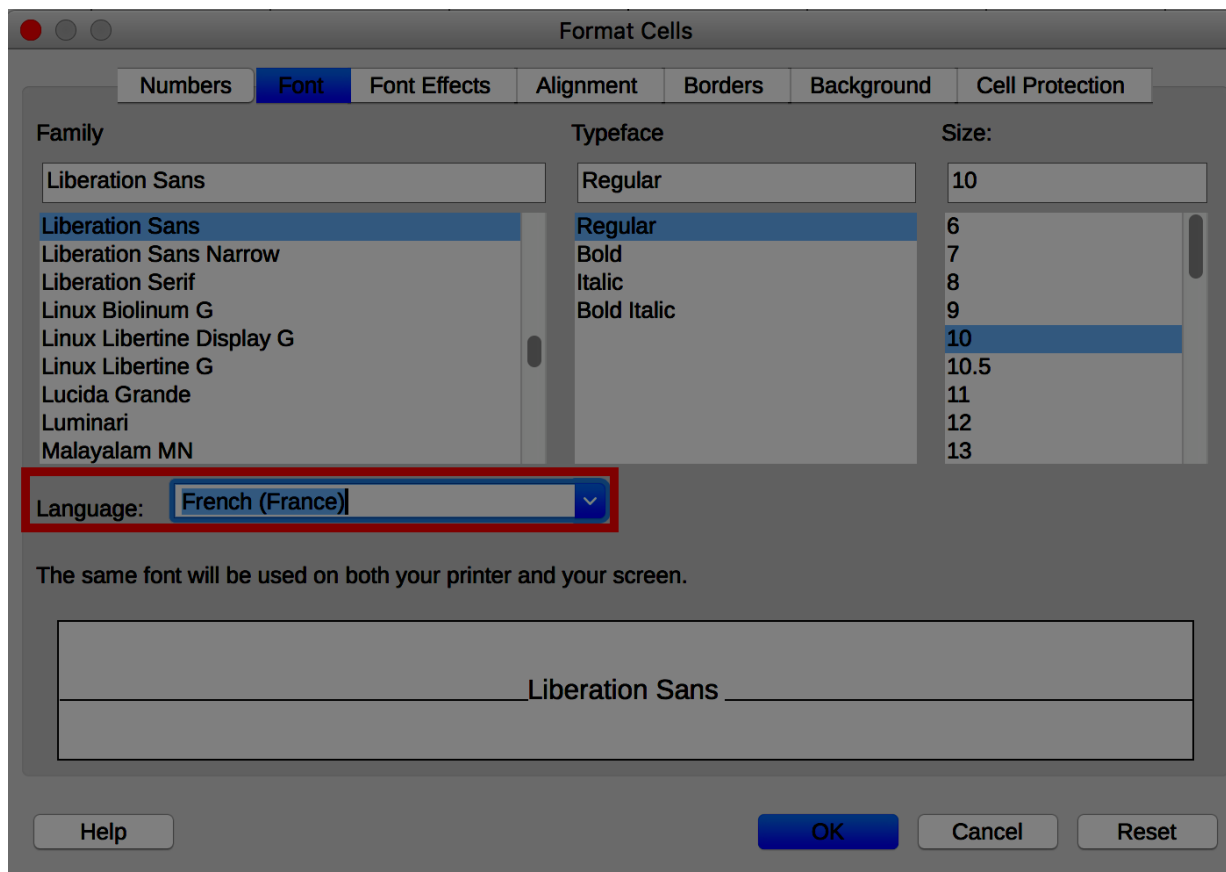 Format Cells
Numbers Font Font Effects Alignment Borders Background Cell Protection
Family Typeface Size:
Liberation Sans Regular 10
Liberation Sans Regular 6
Liberation Sans Narrow Bold 7
Liberation Serif Italic 8
Linux Biolinum G Bold Italic 9
Linux Libertine Display G 10
Linux Libertine G 10.5
Lucida Grande 11
Luminari 12
Malayalam MN 13
Language: French (France)
The same font will be used on both your printer and your screen.
Liberation Sans
Help OK Cancel Reset